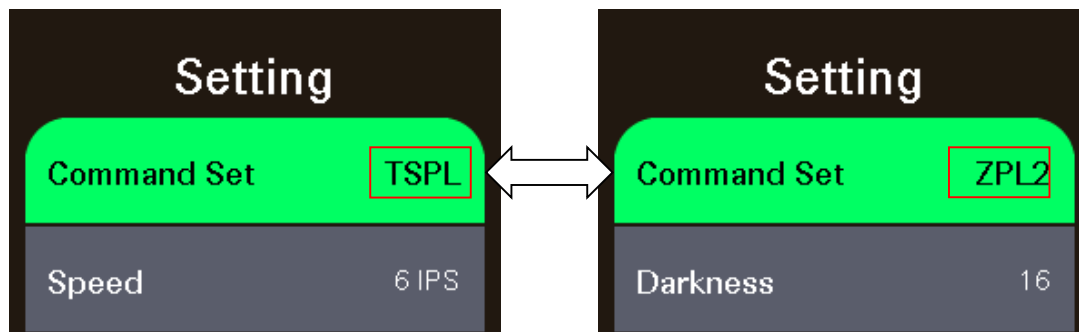 Setting
Command Set TSPL
Speed 6 IPS
Setting
Command Set ZPL2
Darkness 16